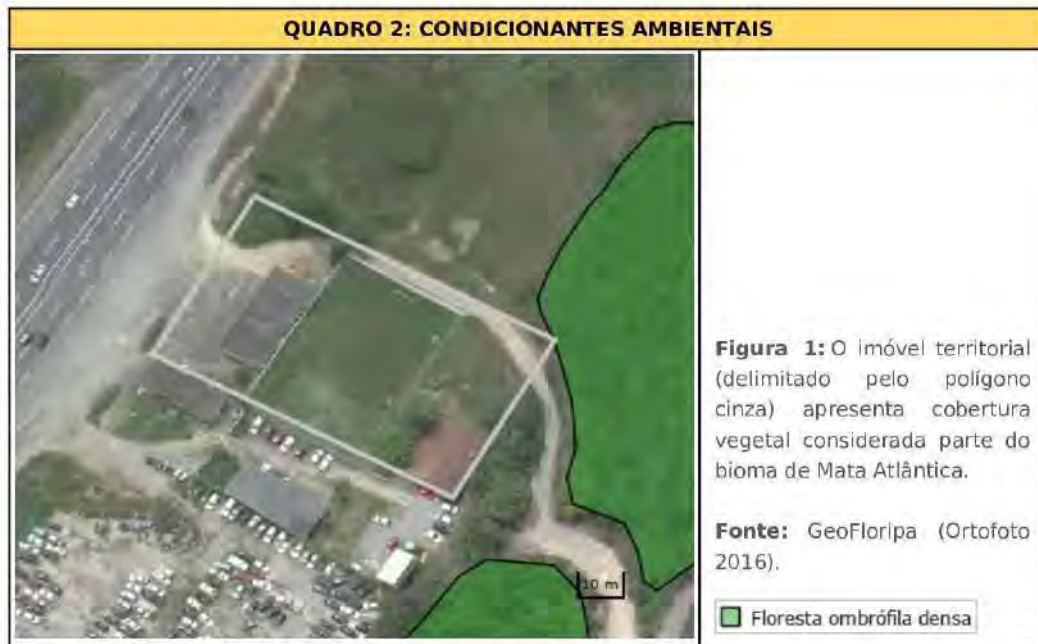 QUADRO 2: CONDICIONANTES AMBIENTAIS
Figura 1: O imóvel territorial
(delimitado pelo polígono
cinza) apresenta cobertura
vegetal considerada parte do
bioma de Mata Atlântica.
Fonte: GeoFloripa (Ortofoto
2016).
Floresta ombrófila densa
10 m